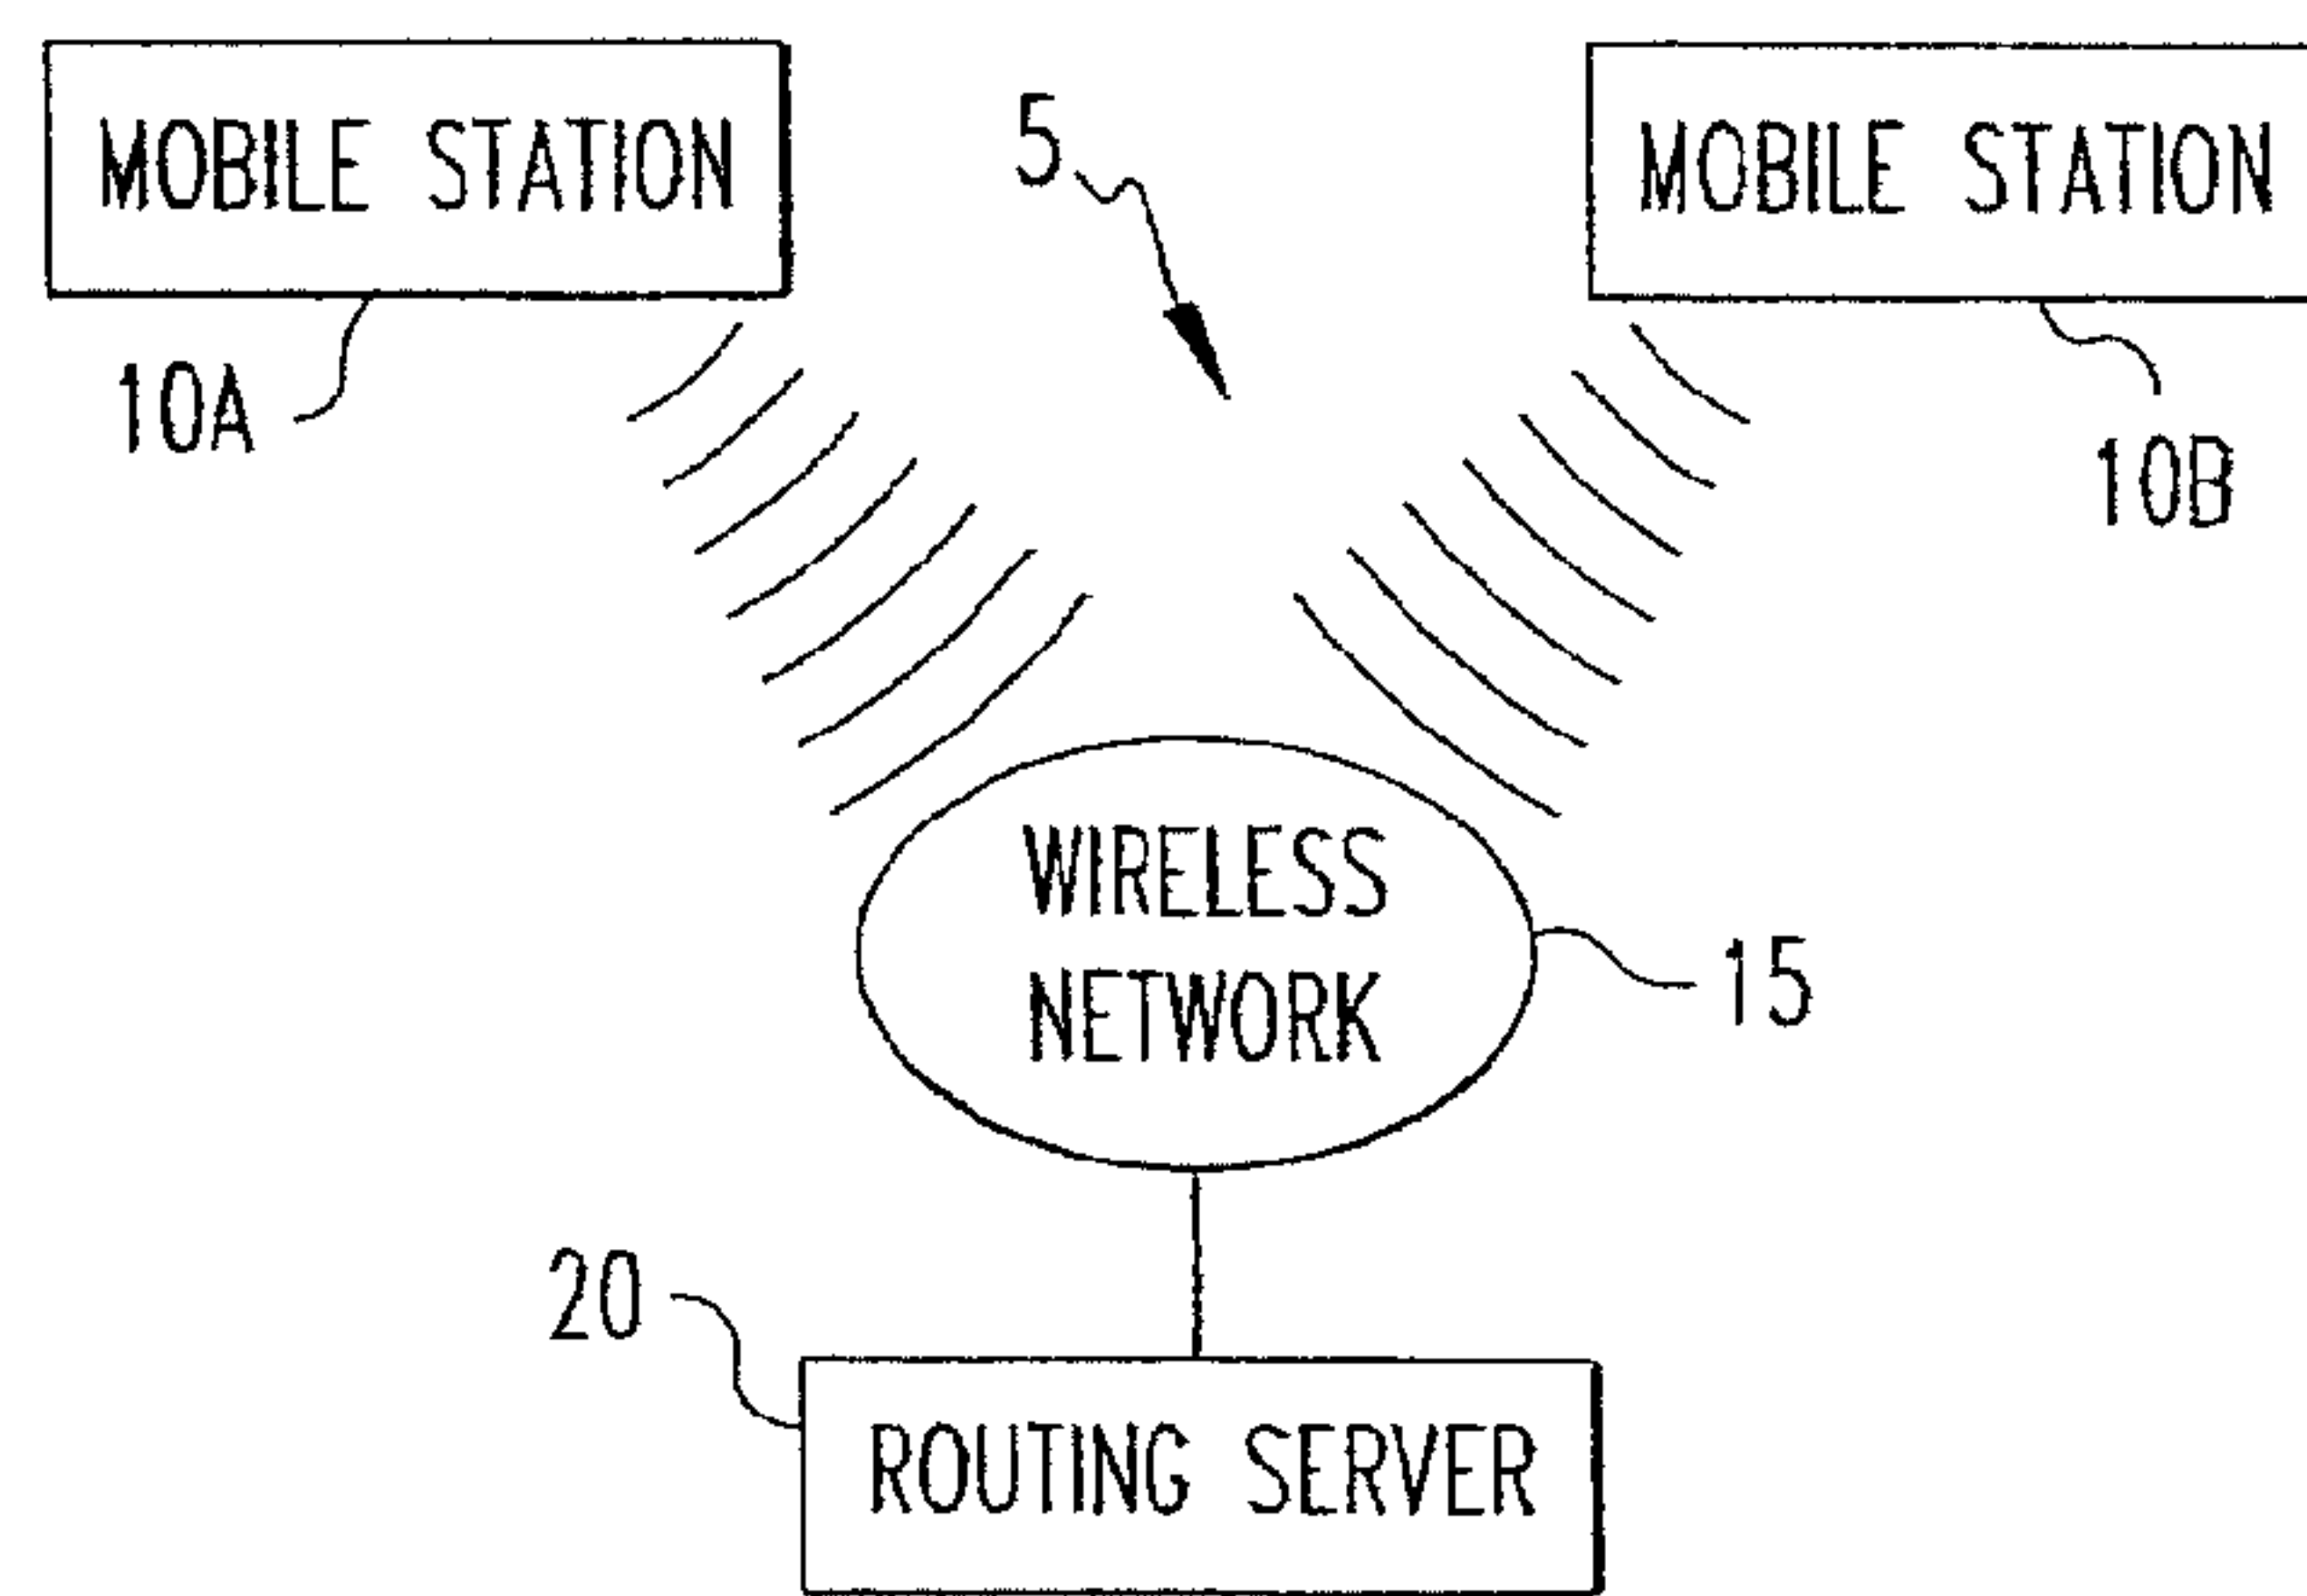 MOBILE STATION
5
MOBILE STATION
10A
10B
WIRELESS
NETWORK
15
20
ROUTING SERVER